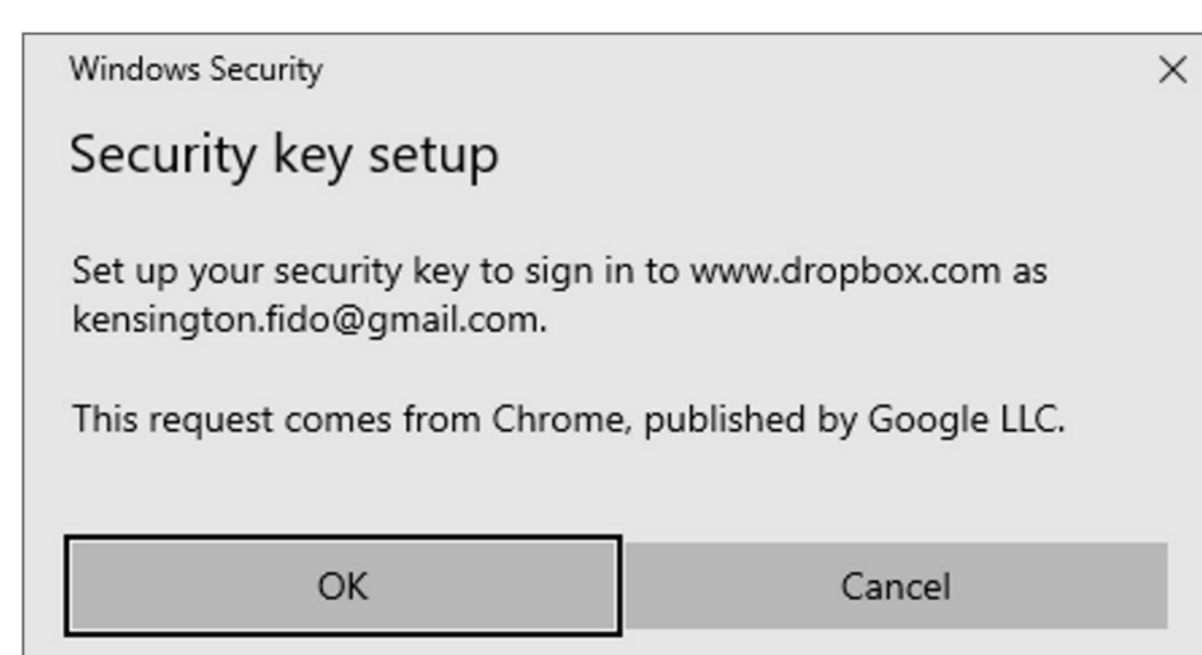 Windows Security
Security key setup
Set up your security key to sign in to www.dropbox.com as
kensington.fido@gmail.com.
This request comes from Chrome, published by Google LLC.
OK
Cancel